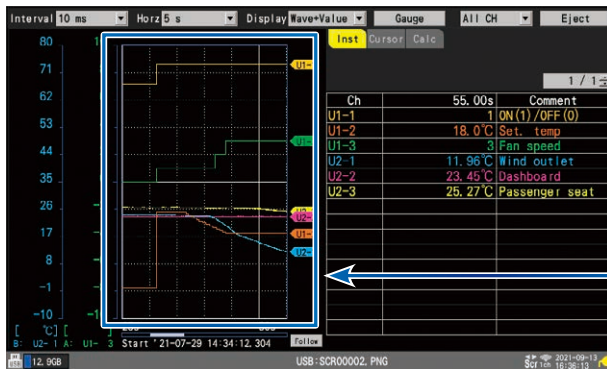 Interval 10 ms Horz 5 s Display Wave+Value Gauge All CH Eject
Inst Cursor Calc
1 / 1
80
71
62
53
44
35
26
17
8
-1
-10
[ ℃] [ ]
B: U2- 1 A: U1- 3
U1-
U1-
U2-
U1-
U2-
Ch 55.00s Comment
U1-1 1 ON(1)/OFF(0)
U1-2 18.0℃ Set. temp
U1-3 3 Fan speed
U2-1 11.96℃ Wind outlet
U2-2 23.45℃ Dashboard
U2-3 25.27℃ Passenger seat
Start '21-07-29 14:34:12.304 Follow
USB 12.9GB USB:SCR00002.PNG Scr 1ch 2021-09-13 16:36:13